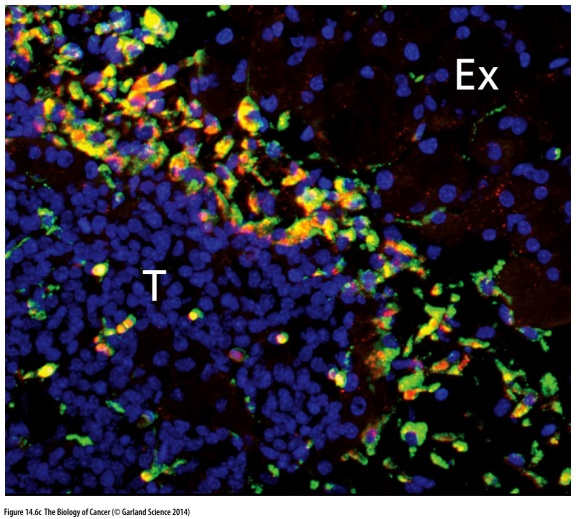 Ex
T
Figure 14.6c The Biology of Cancer (© Garland Science 2014)